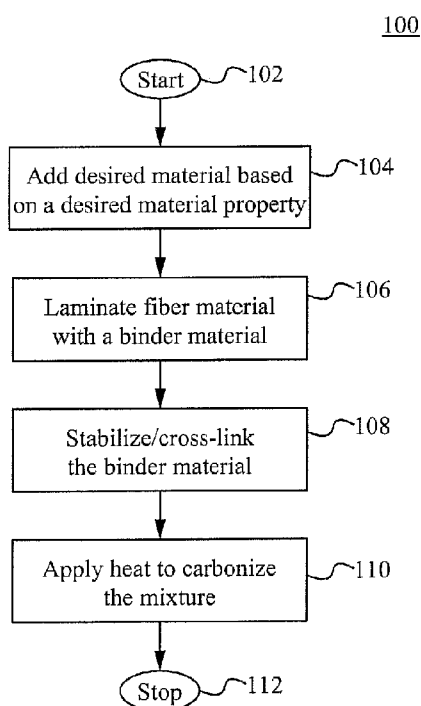 100
Start
102
Add desired material based
on a desired material property
104
Laminate fiber material
with a binder material
106
Stabilize/cross-link
the binder material
108
Apply heat to carbonize
the mixture
110
Stop
112